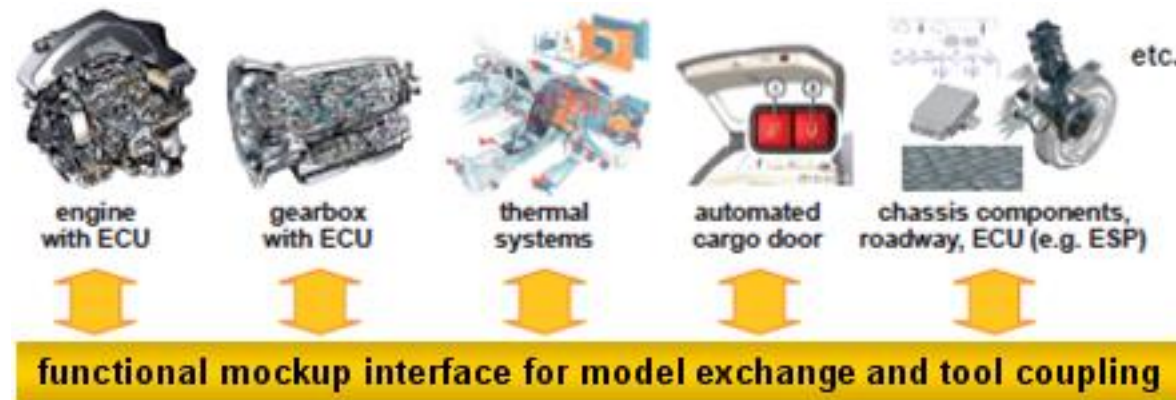 etc.
engine
with ECU
gearbox
with ECU
thermal
systems
automated
cargo door
chassis components,
roadway, ECU (e.g. ESP)
functional mockup interface for model exchange and tool coupling